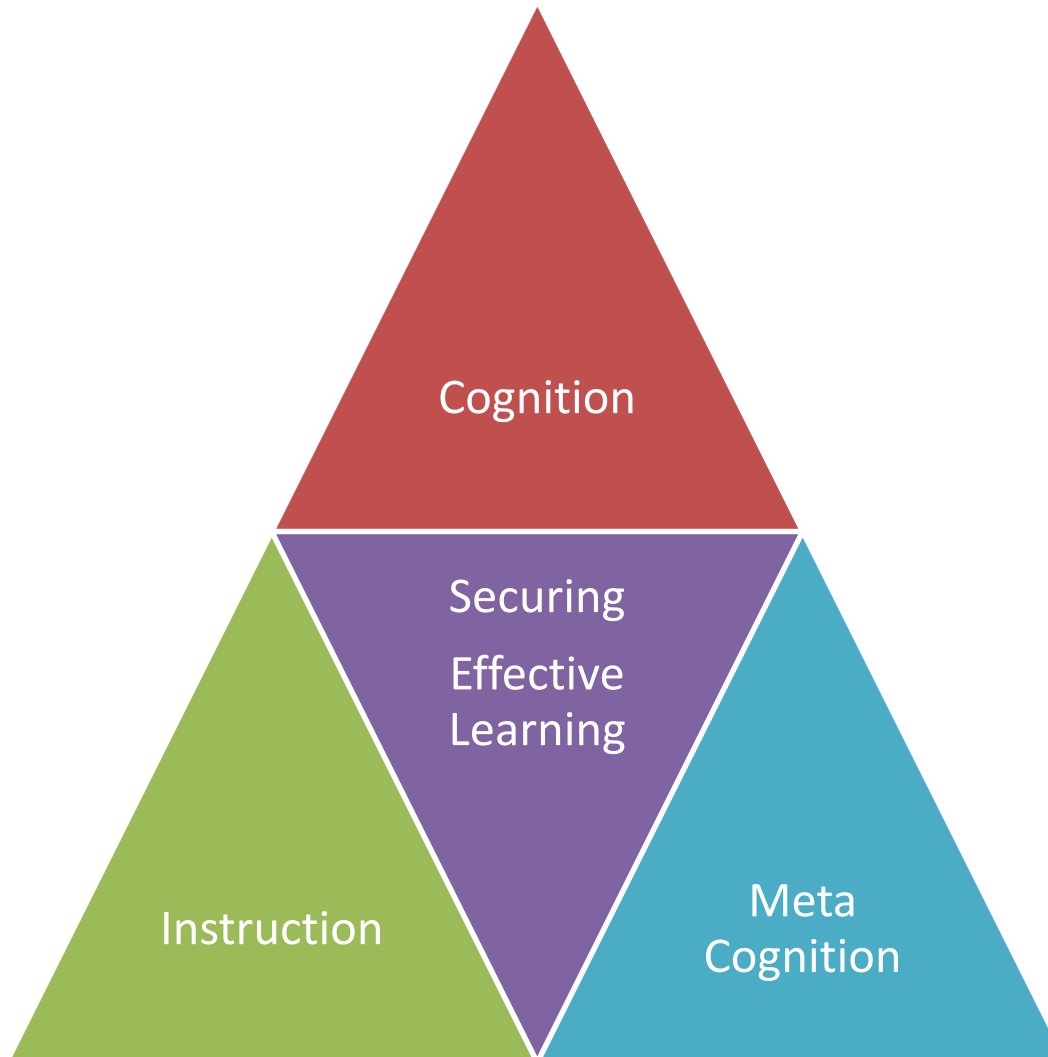 Cognition
Securing
Effective
Learning
Instruction
Meta
Cognition